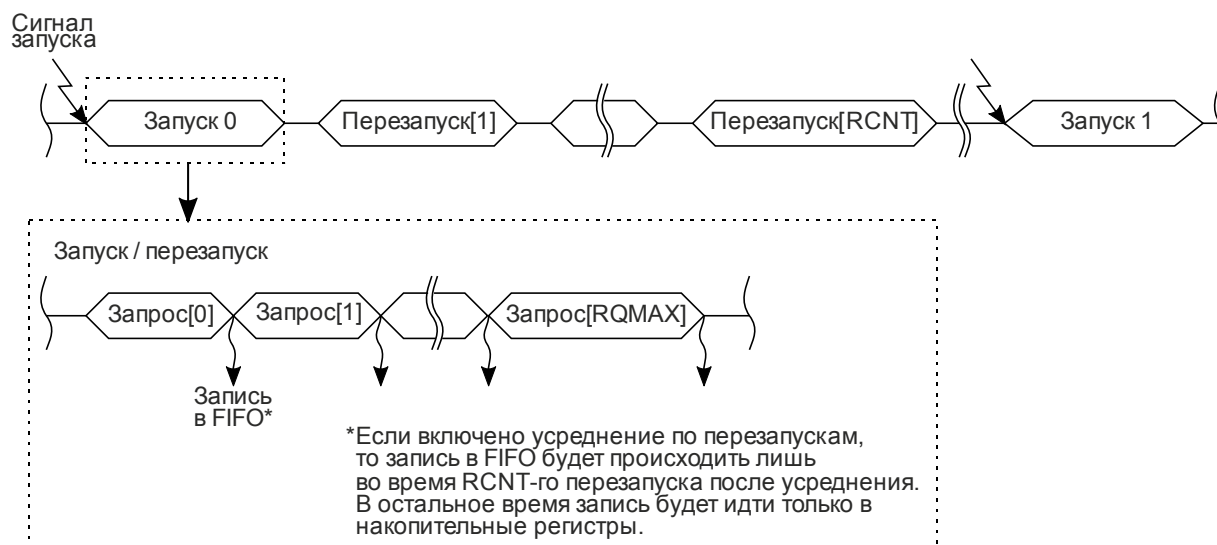 Сигнал
запуска
Запуск 0
Перезапуск[1]
Перезапуск[RCNT]
Запуск 1
Запуск / перезапуск
Запрос[0]
Запрос[1]
Запрос[RQMAX]
Запись
в FIFO*
*Если включено усреднение по перезапускам,
то запись в FIFO будет происходить лишь
во время RCNT-го перезапуска после усреднения.
В остальное время запись будет идти только в
накопительные регистры.